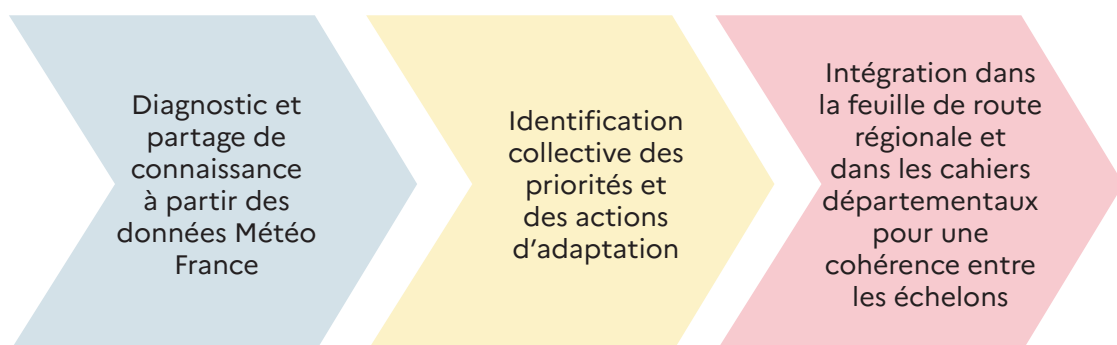 Diagnostic et
partage de
connaissance
à partir des
données Météo
France
Identification
collective des
priorités et
des actions
d'adaptation
Intégration dans
la feuille de route
régionale et
dans les cahiers
départementaux
pour une
cohérence entre
les échelons